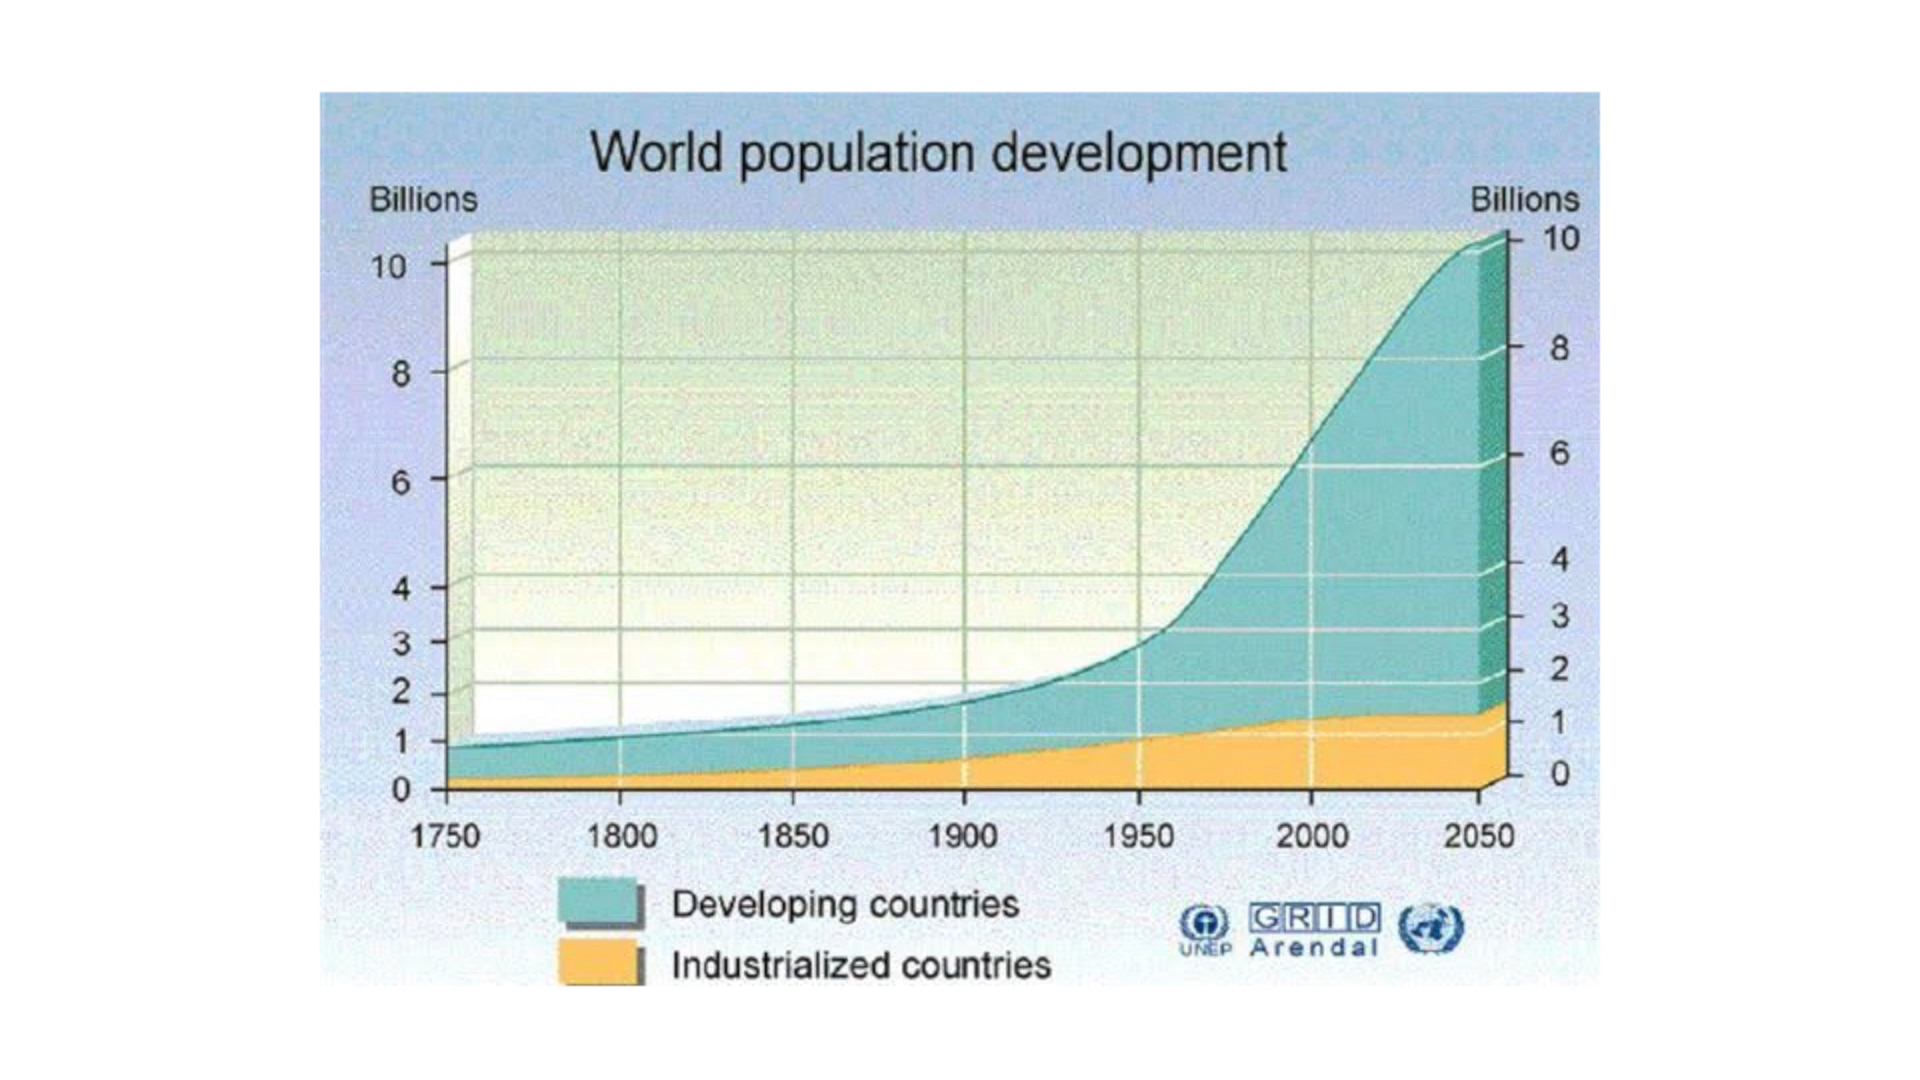 World population development
Billions
Billions
10
8
6
4
3
2
1
0
10
8
6
4
3
2
1
0
1750 1800 1850 1900 1950 2000 2050
Developing countries
Industrialized countries
UNEP
GRID
Arendal